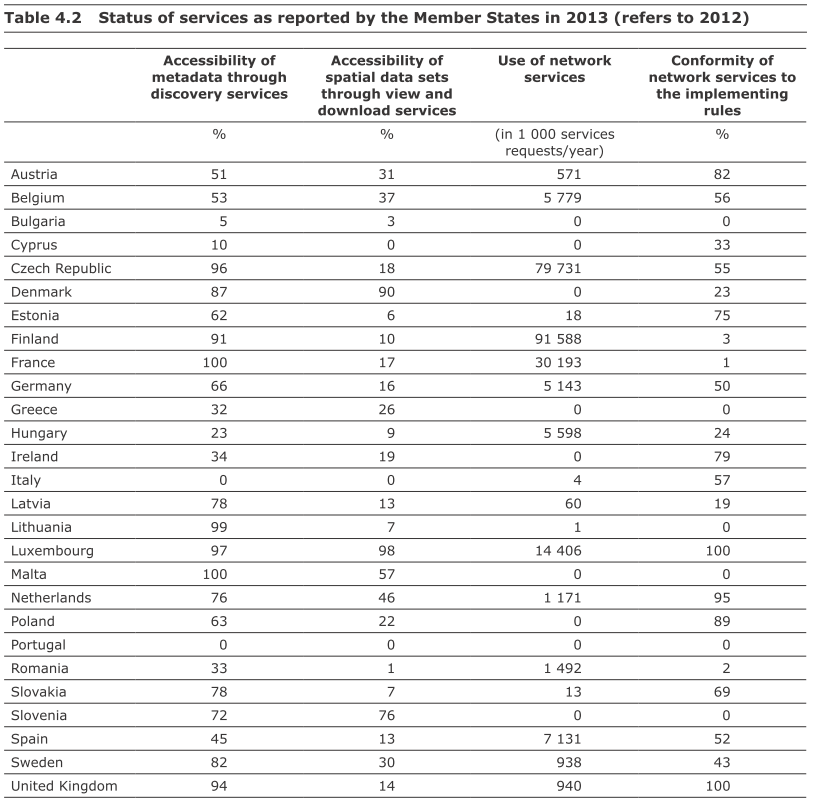 Table 4.2 Status of services as reported by the Member States in 2013 (refers to 2012)
Accessibility of metadata through discovery services Accessibility of spatial data sets through view and download services Use of network services Conformity of network services to the implementing rules
% % (in 1 000 services requests/year) %
Austria 51 31 571 82
Belgium 53 37 5 779 56
Bulgaria 5 3 0 0
Cyprus 10 0 0 33
Czech Republic 96 18 79 731 55
Denmark 87 90 0 23
Estonia 62 6 18 75
Finland 91 10 91 588 3
France 100 17 30 193 1
Germany 66 16 5 143 50
Greece 32 26 0 0
Hungary 23 9 5 598 24
Ireland 34 19 0 79
Italy 0 0 4 57
Latvia 78 13 60 19
Lithuania 99 7 1 0
Luxembourg 97 98 14 406 100
Malta 100 57 0 0
Netherlands 76 46 1 171 95
Poland 63 22 0 89
Portugal 0 0 0 0
Romania 33 1 1 492 2
Slovakia 78 7 13 69
Slovenia 72 76 0 0
Spain 45 13 7 131 52
Sweden 82 30 938 43
United Kingdom 94 14 940 100